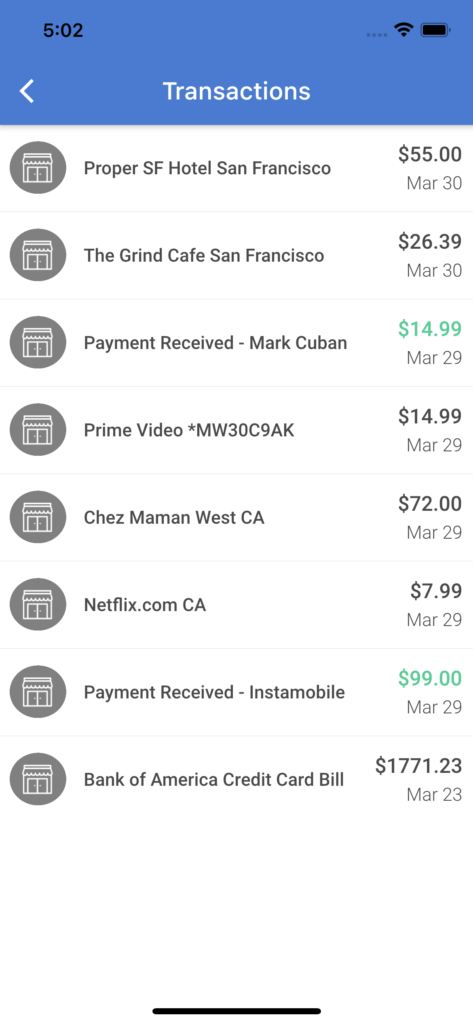 5:02
Transactions
Proper SF Hotel San Francisco
$55.00
Mar 30
The Grind Cafe San Francisco
$26.39
Mar 30
Payment Received - Mark Cuban
$14.99
Mar 29
Prime Video *MW30C9AK
$14.99
Mar 29
Chez Maman West CA
$72.00
Mar 29
Netflix.com CA
$7.99
Mar 29
Payment Received - Instamobile
$99.00
Mar 29
Bank of America Credit Card Bill
$1771.23
Mar 23